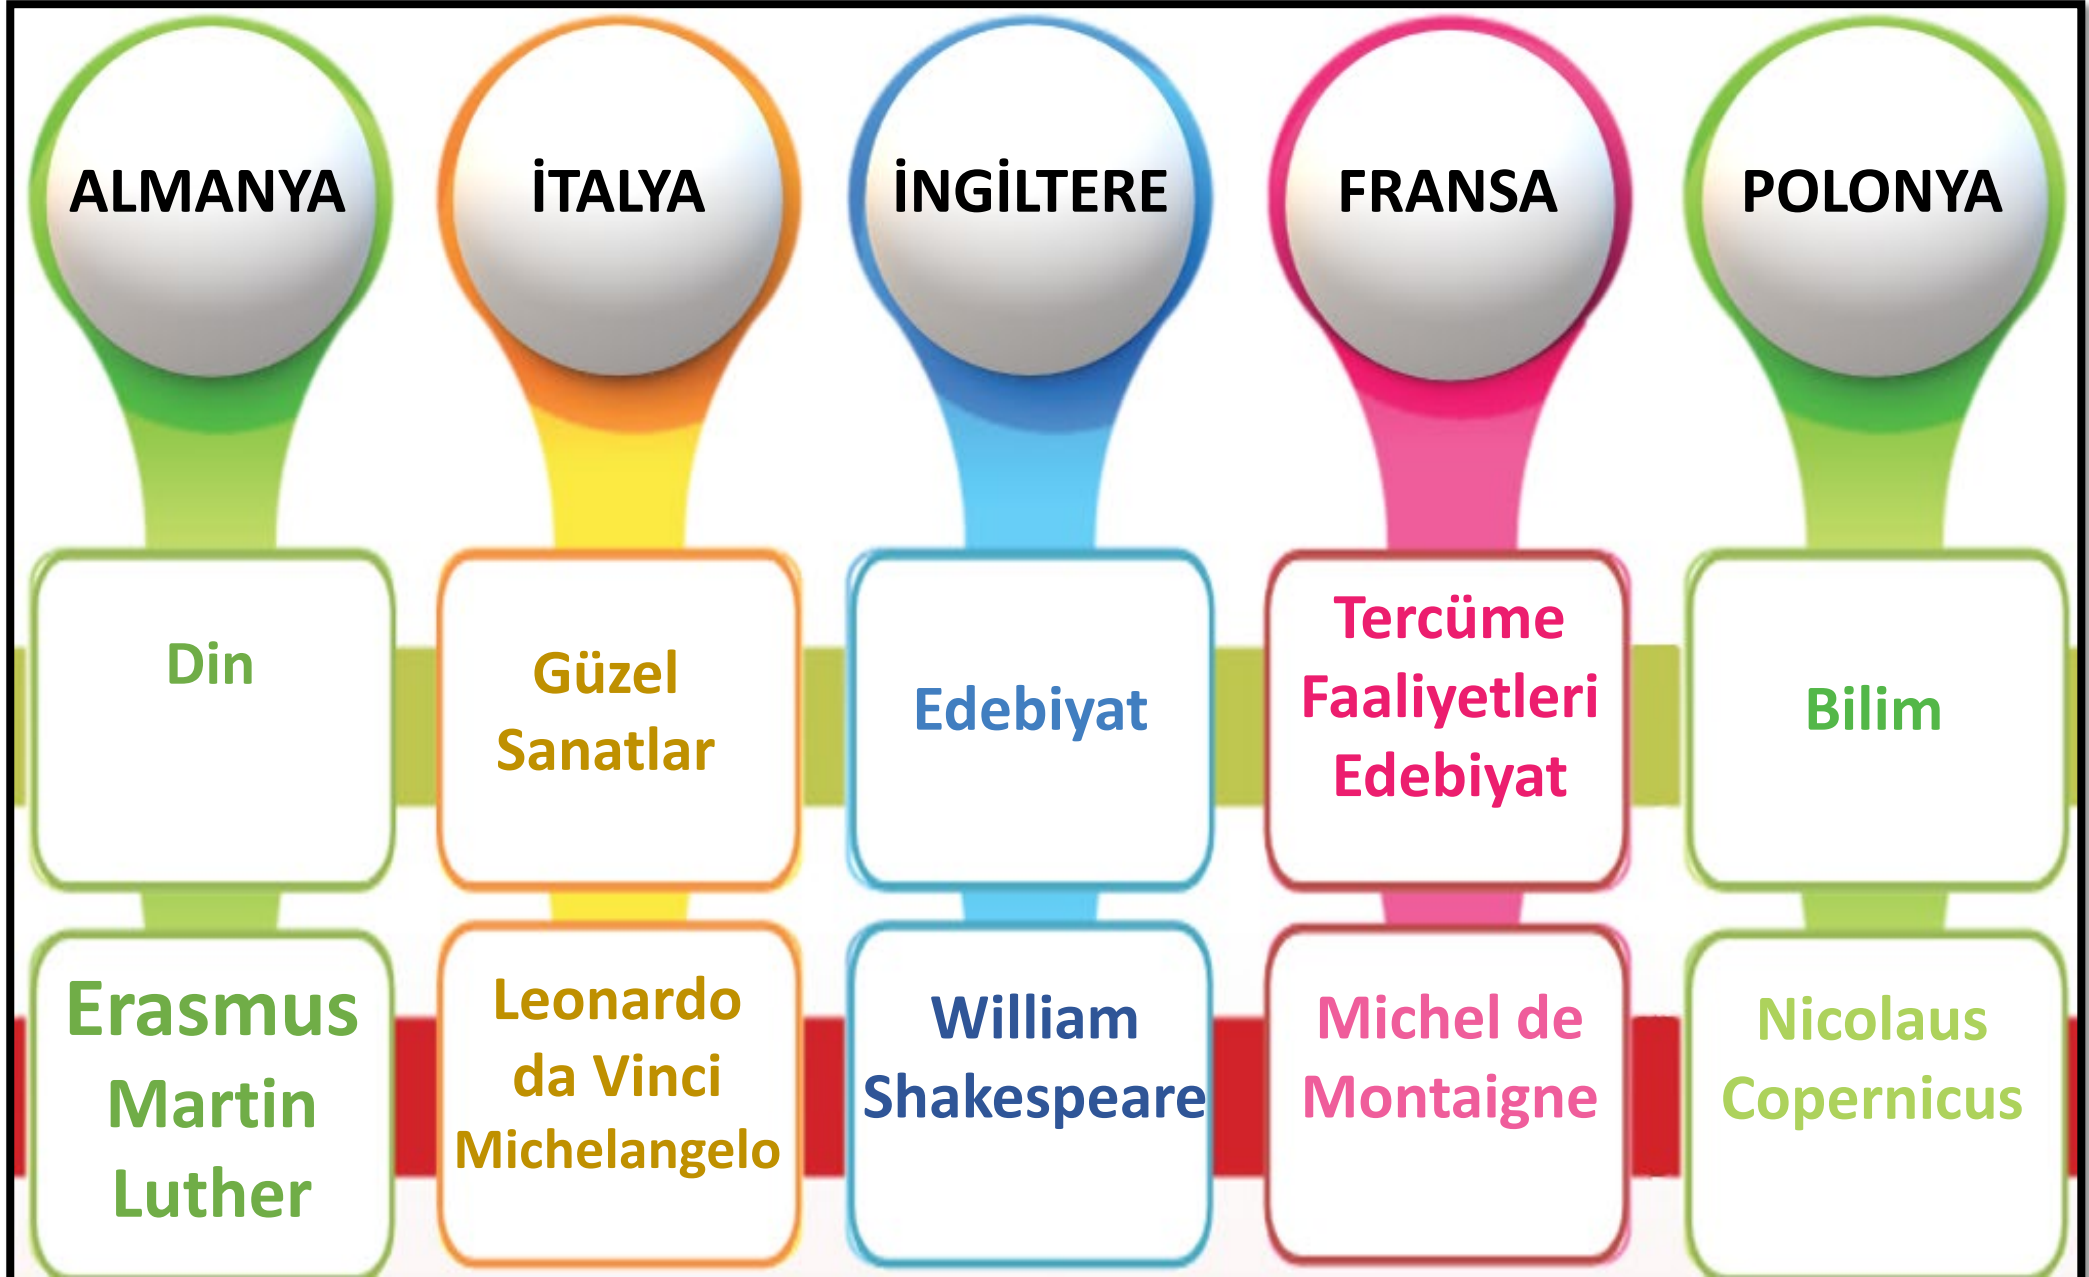 ALMANYA
İTALYA
İNGİLTERE
FRANSA
POLONYA
Din
Güzel
Sanatlar
Edebiyat
Tercüme
Faaliyetleri
Edebiyat
Bilim
Erasmus
Martin
Luther
Leonardo
da Vinci
Michelangelo
William
Shakespeare
Michel de
Montaigne
Nicolaus
Copernicus